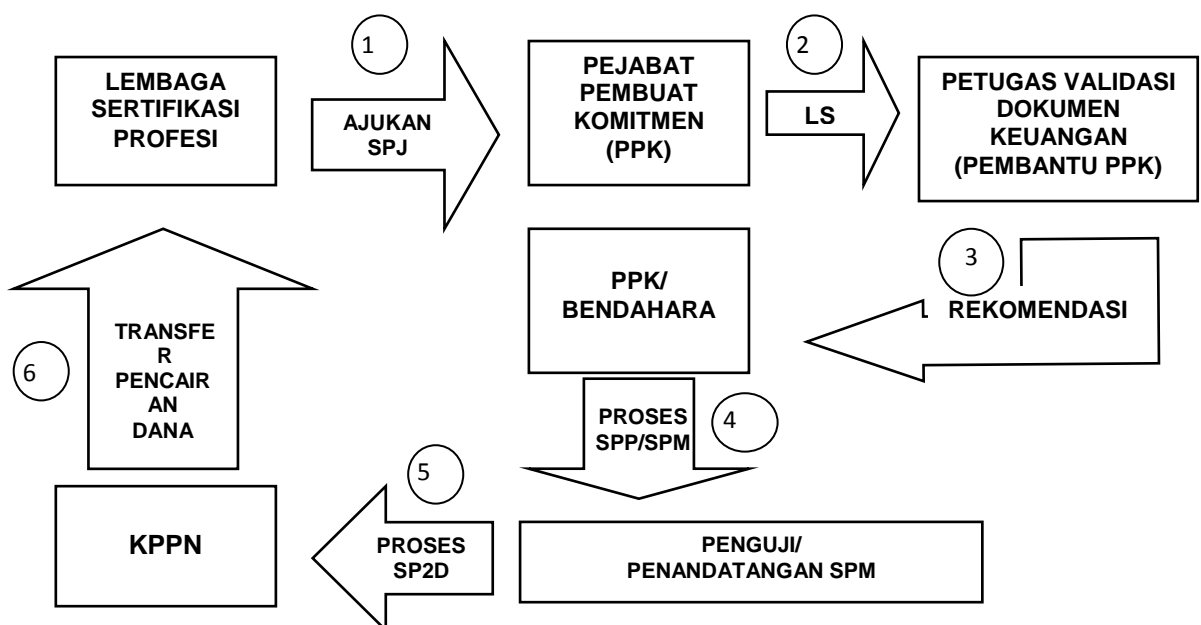 1
LEMBAGA
SERTIFIKASI
PROFESI
AJUKAN
SPJ
PEJABAT
PEMBUAT
KOMITMEN
(PPK)
2
LS
PETUGAS VALIDASI
DOKUMEN
KEUANGAN
(PEMBANTU PPK)
3
REKOMENDASI
PPK/
BENDAHARA
4
PROSES
SPP/SPM
PENGUJI/
PENANDATANGAN SPM
5
PROSES
SP2D
KPPN
6
TRANSFE
R
PENCAIR
AN
DANA